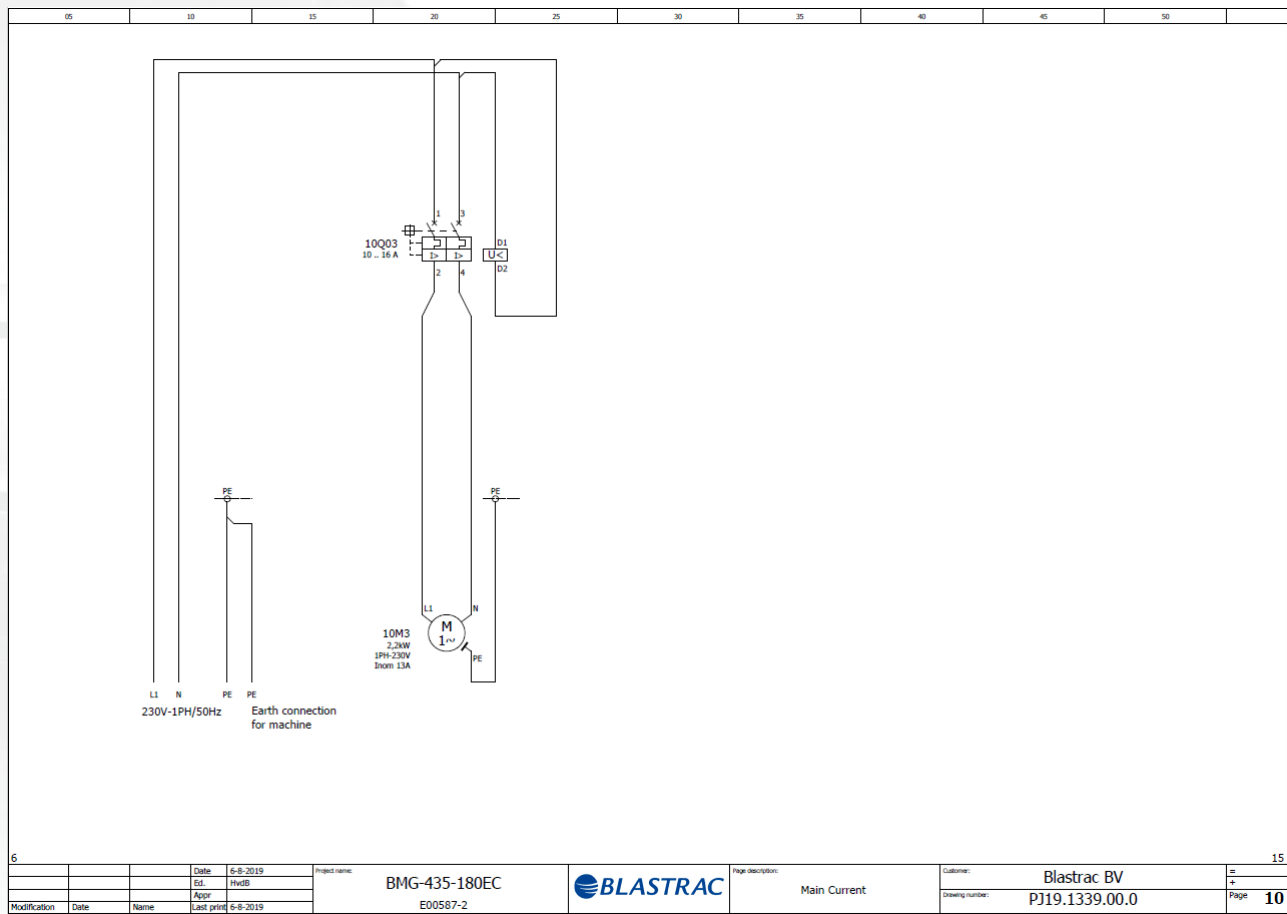 05 10 15 20 25 30 35 40 45 50
1 3
10Q03
10 .. 16 A
I> I>
2 4
D1
U<
D2
PE
PE
L1 N
M
1~
PE
10M3
2,2kW
1PH-230V
Inom 13A
L1 N PE PE
230V-1PH/50Hz
Earth connection
for machine
6
15
Date 6-8-2019
Ed. HvdB
Appr
Modification Date Name Last print 6-8-2019
Project name:
BMG-435-180EC
E00587-2
BLASTRAC
Page description:
Main Current
Customer:
Blastrac BV
Drawing number:
PJ19.1339.00.0
=
+
Page 10